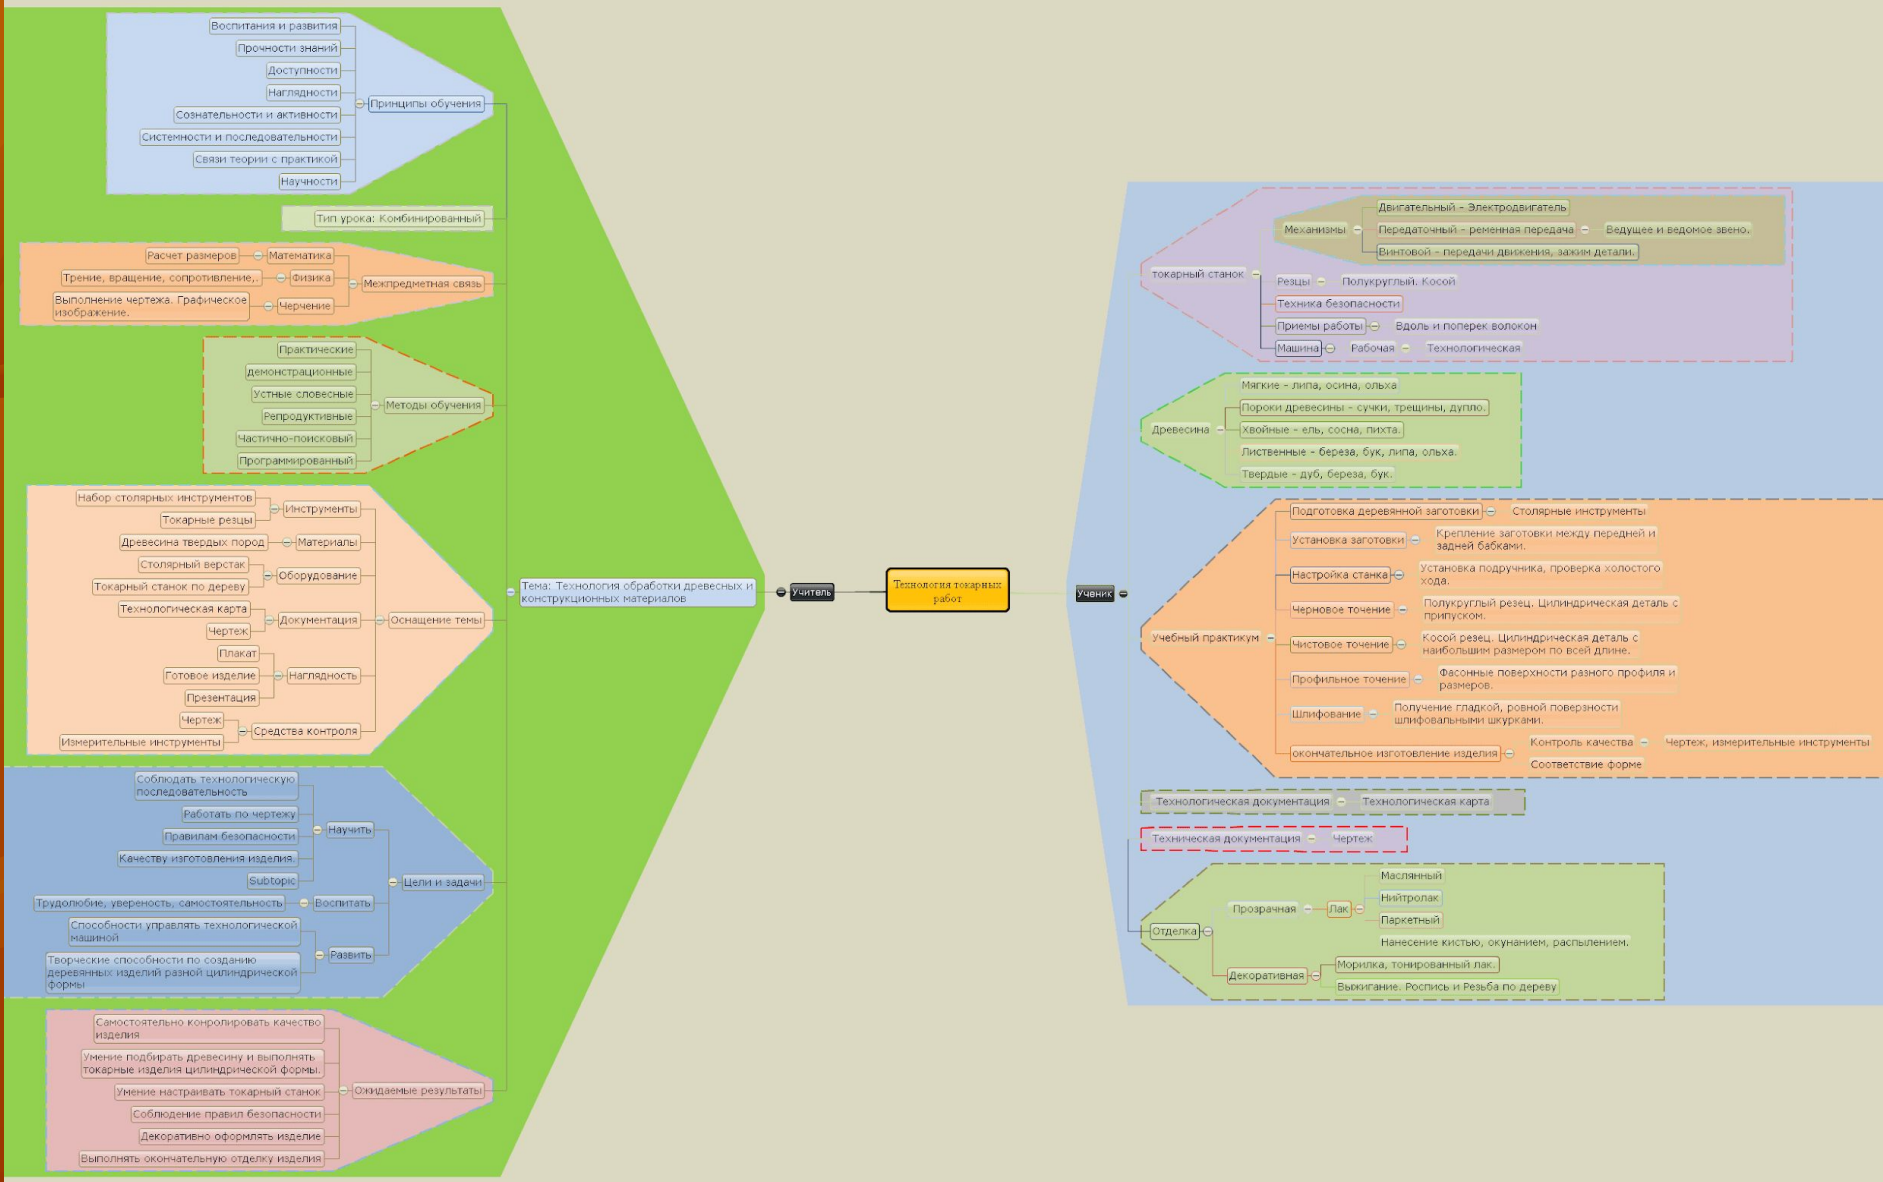 Воспитания и развития
Прочности знаний
Доступности
Наглядности
Сознательности и активности
Системности и последовательности
Связи теории с практикой
Научности
Принципы обучения
Тип урока: Комбинированный
Расчет размеров
Математика
Трение, вращение, сопротивление,.
Физика
Выполнение чертежа. Графическое
изображение.
Черчение
Межпредметная связь
Практические
демонстрационные
Устные словесные
Репродуктивные
Частично-поисковый
Программированный
Методы обучения
Набор столярных инструментов
Токарные резцы
Инструменты
Древесина твердых пород
Материалы
Столярный верстак
Токарный станок по дереву
Оборудование
Технологическая карта
Чертеж
Документация
Плакат
Готовое изделие
Презентация
Наглядность
Чертеж
Измерительные инструменты
Средства контроля
Оснащение темы
Соблюдать технологическую
последовательность
Работать по чертежу
Правилам безопасности
Качеству изготовления изделия.
Subtopic
Научить
Трудолюбие, увереность, самостоятельность
Воспитать
Способности управлять технологической
машиной
Творческие способности по созданию
деревянных изделий разной цилиндрической
формы
Развить
Цели и задачи
Самостоятельно конролировать качество
изделия
Умение подбирать древесину и выполнять
токарные изделия цилиндрической формы.
Умение настраивать токарный станок
Соблюдение правил безопасности
Декоративно оформлять изделие
Выполнять окончательную отделку изделия
Ожидаемые результаты
Тема: Технология обработки древесных и
конструкционных материалов
Учитель
Технология токарных
работ
Ученик
токарный станок
Механизмы
Двигательный - Электродвигатель
Передаточный - ременная передача
Ведущее и ведомое звено.
Винтовой - передачи движения, зажим детали.
Резцы
Полукруглый. Косой
Техника безопасности
Приемы работы
Вдоль и поперек волокон
Машина
Рабочая
Технологическая
Древесина
Мягкие - липа, осина, ольха
Пороки древесины - сучки, трещины, дупло.
Хвойные - ель, сосна, пихта.
Лиственные - береза, бук, липа, ольха.
Твердые - дуб, береза, бук.
Учебный практикум
Подготовка деревянной заготовки
Столярные инструменты
Установка заготовки
Крепление заготовки между передней и
задней бабками.
Настройка станка
Установка подручника, проверка холостого
хода.
Черновое точение
Полукруглый резец. Цилиндрическая деталь с
припуском.
Чистовое точение
Косой резец. Цилиндрическая деталь с
наибольшим размером по всей длине.
Профильное точение
Фасонные поверхности разного профиля и
размеров.
Шлифование
Получение гладкой, ровной поверзности
шлифовальными шкурками.
окончательное изготовление изделия
Контроль качества
Чертеж, измерительные инструменты
Соответствие форме
Технологическая документация
Технологическая карта
Техническая документация
Чертеж
Отделка
Прозрачная
Лак
Маслянный
Нийтролак
Паркетный
Нанесение кистью, окунанием, распылением.
Декоративная
Морилка, тонированный лак.
Выжигание. Роспись и Резьба по дереву